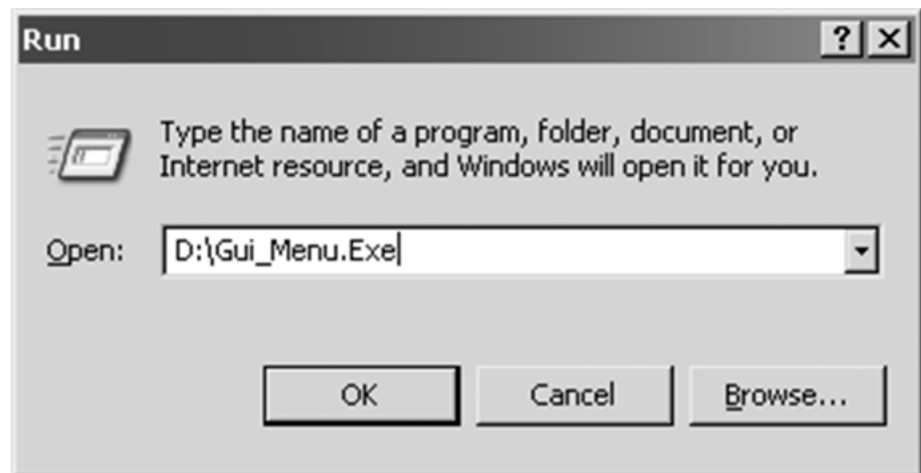 Run
Type the name of a program, folder, document, or
Internet resource, and Windows will open it for you.
Open: D:\Gui_Menu.Exe
OK Cancel Browse...